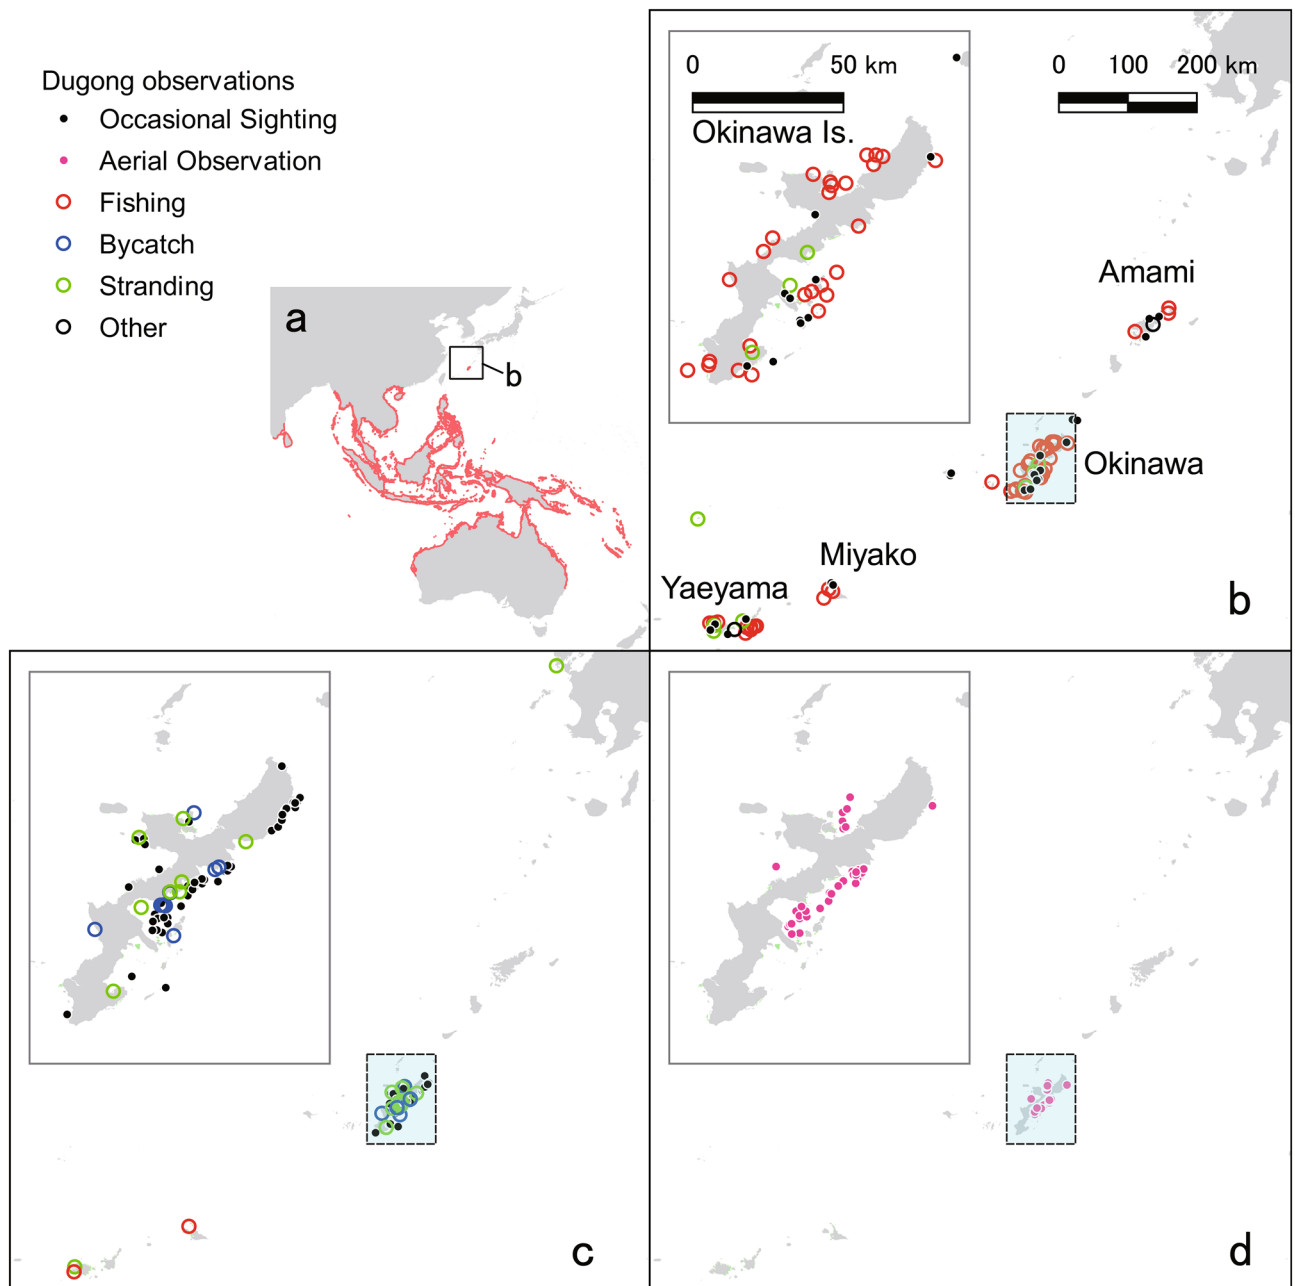 Dugong observations
Occasional Sighting
Aerial Observation
Fishing
Bycatch
Stranding
Other
a
b
0 50 km
Okinawa Is.
0 100 200 km
Amami
Okinawa
Miyako
Yaeyama
b
c
d